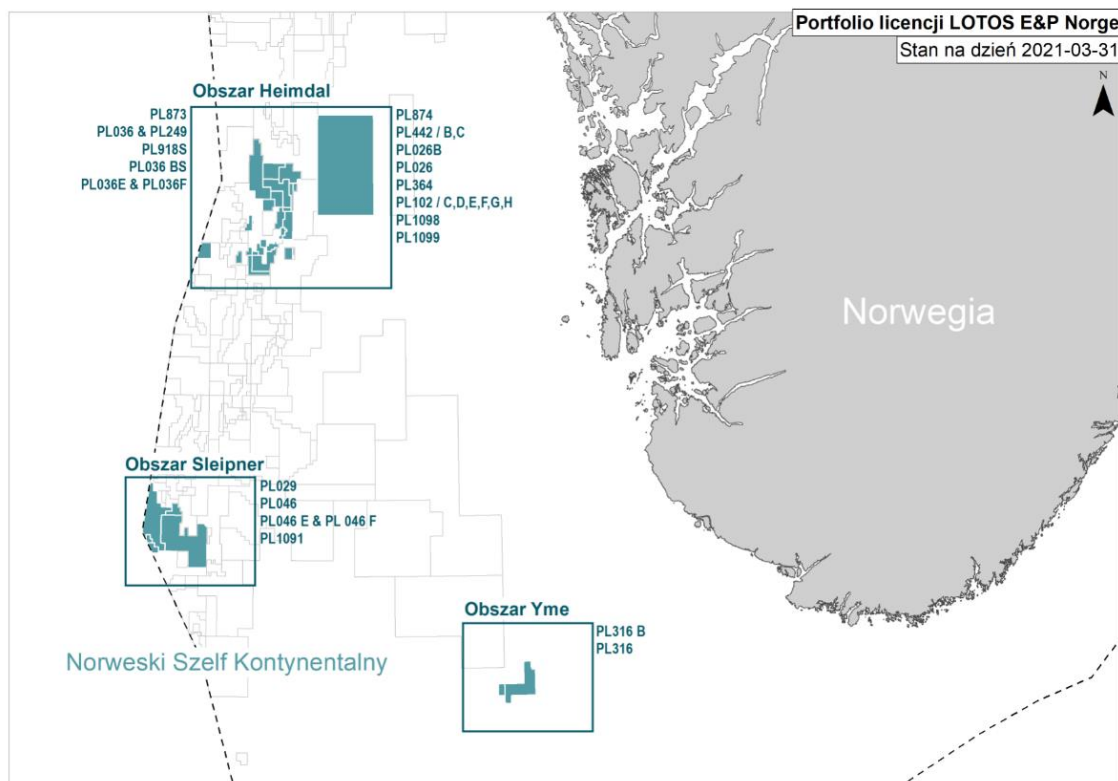 Portfolio licencji LOTOS E&P Norge
Stan na dzień 2021-03-31
N
Obszar Heimdal
PL873
PL036 & PL249
PL918S
PL036 BS
PL036E & PL036F
PL874
PL442 / B,C
PL026B
PL026
PL364
PL102 / C,D,E,F,G,H
PL1098
PL1099
Norwegia
Obszar Sleipner
PL029
PL046
PL046 E & PL 046 F
PL1091
Obszar Yme
PL316 B
PL316
Norweski Szelf Kontynentalny